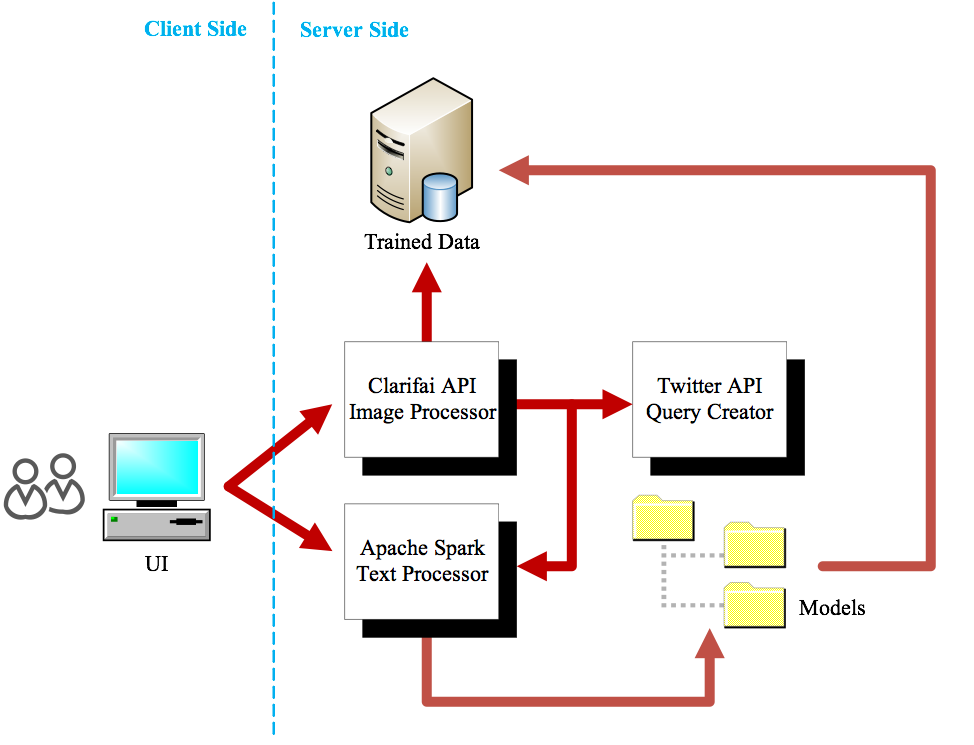 Client Side
Server Side
Trained Data
Clarifai API
Image Processor
Twitter API
Query Creator
Apache Spark
Text Processor
UI
Models